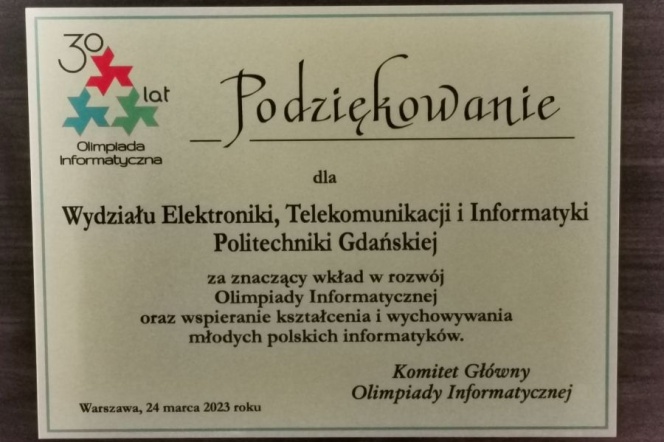 30
lat
Olimpiada
Informatyczna
Podziękowanie
dla
Wydziału Elektroniki, Telekomunikacji i Informatyki
Politechniki Gdańskiej
za znaczący wkład w rozwój
Olimpiady Informatycznej
oraz wspieranie kształcenia i wychowywania
młodych polskich informatyków.
Komitet Główny
Olimpiady Informatycznej
Warszawa, 24 marca 2023 roku